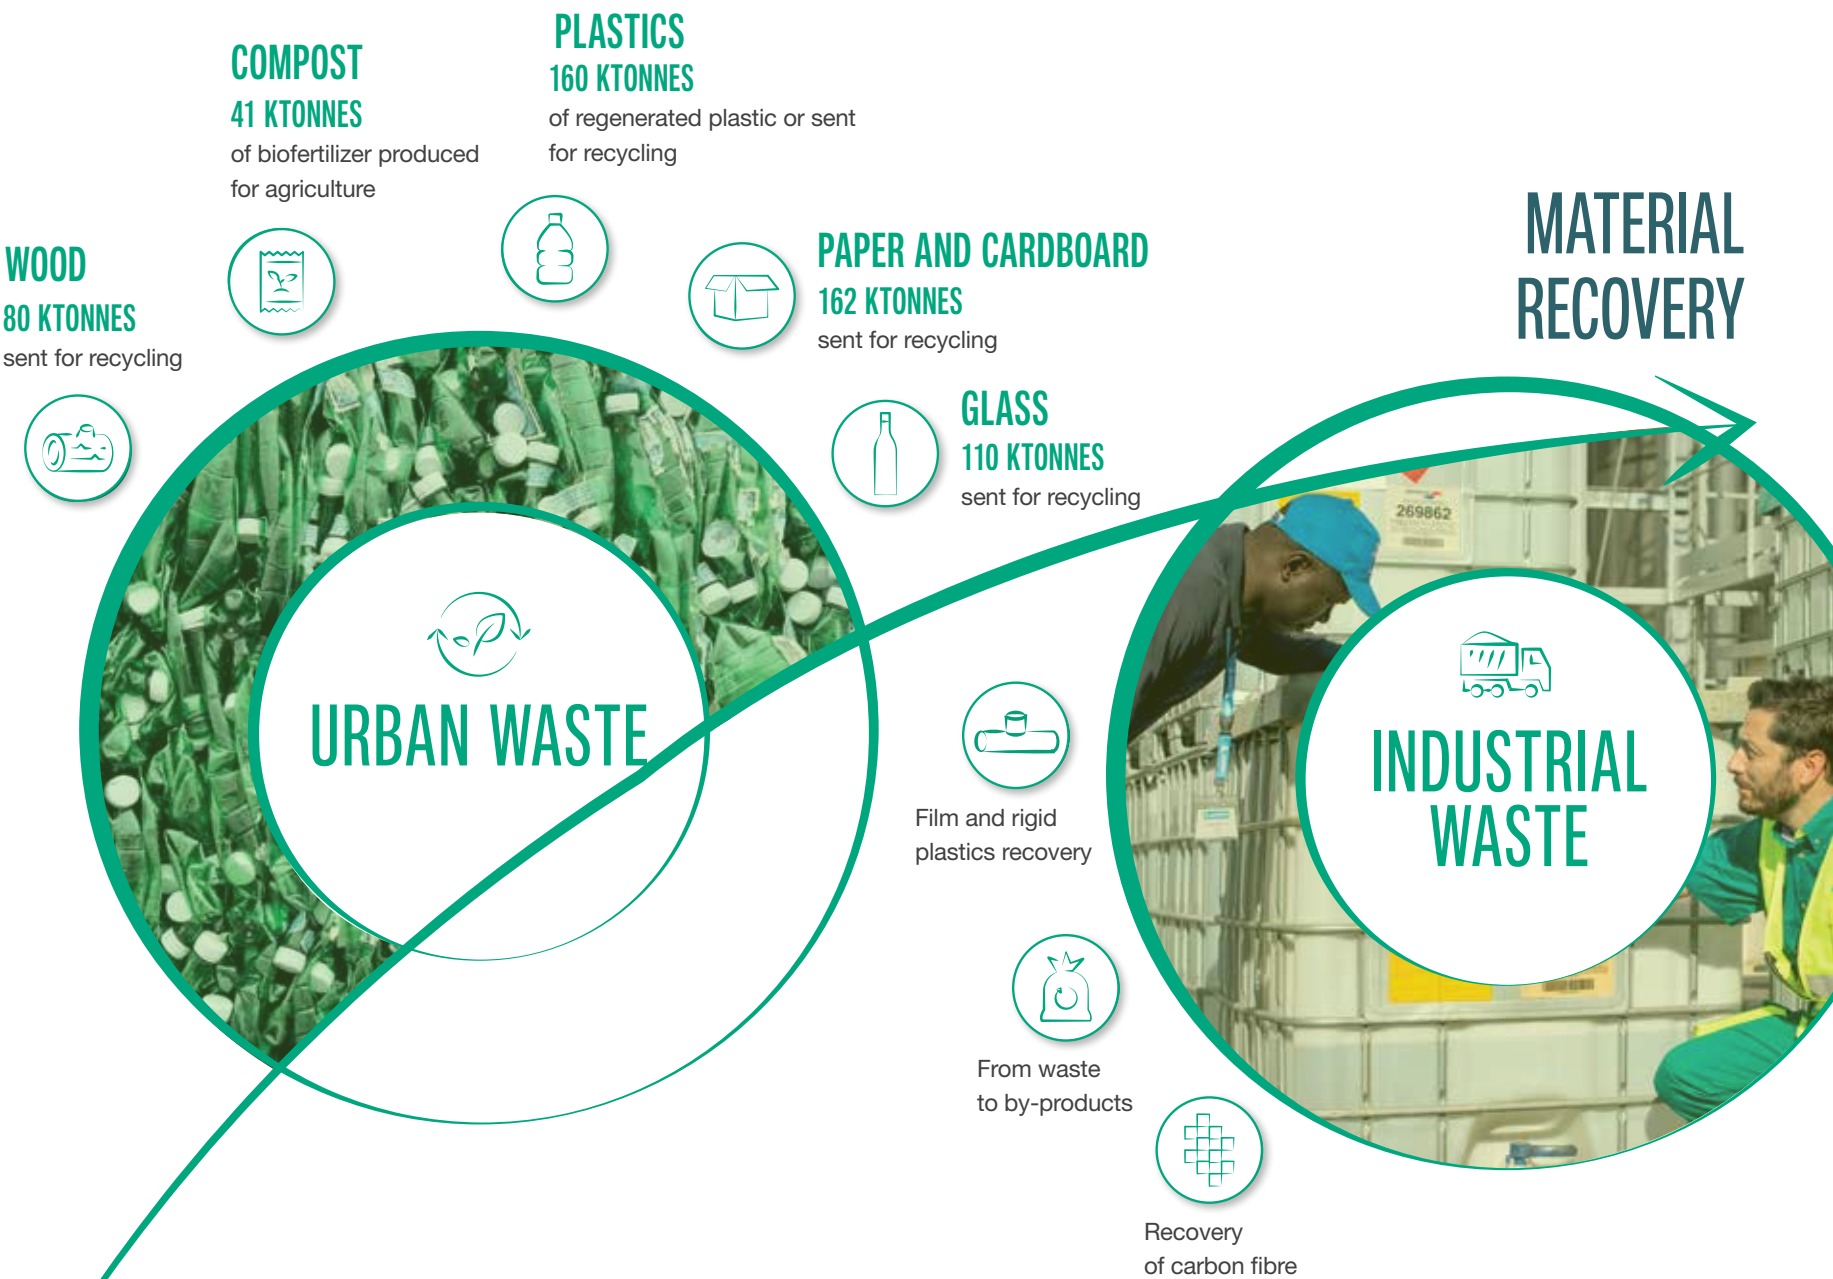 PLASTICS
160 KTONNES
of regenerated plastic or sent
for recycling
COMPOST
41 KTONNES
of biofertilizer produced
for agriculture
WOOD
80 KTONNES
sent for recycling
PAPER AND CARDBOARD
162 KTONNES
sent for recycling
GLASS
110 KTONNES
sent for recycling
MATERIAL
RECOVERY
269862
URBAN WASTE
INDUSTRIAL
WASTE
Film and rigid
plastics recovery
From waste
to by-products
Recovery
of carbon fibre